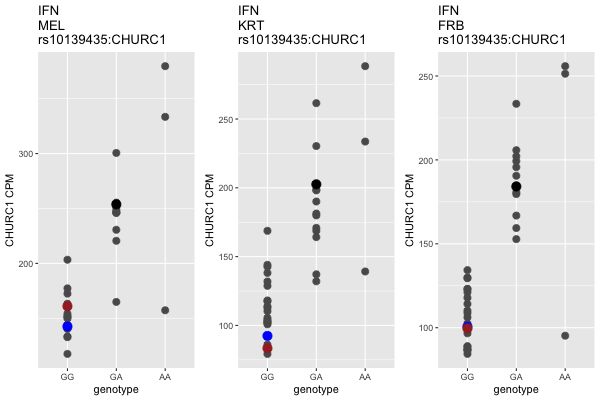 IFN
MEL
rs10139435:CHURC1
CHURC1 CPM
300
200
GG
GA
AA
genotype
IFN
KRT
rs10139435:CHURC1
CHURC1 CPM
250
200
150
100
GG
GA
AA
genotype
IFN
FRB
rs10139435:CHURC1
CHURC1 CPM
250
200
150
100
GG
GA
AA
genotype